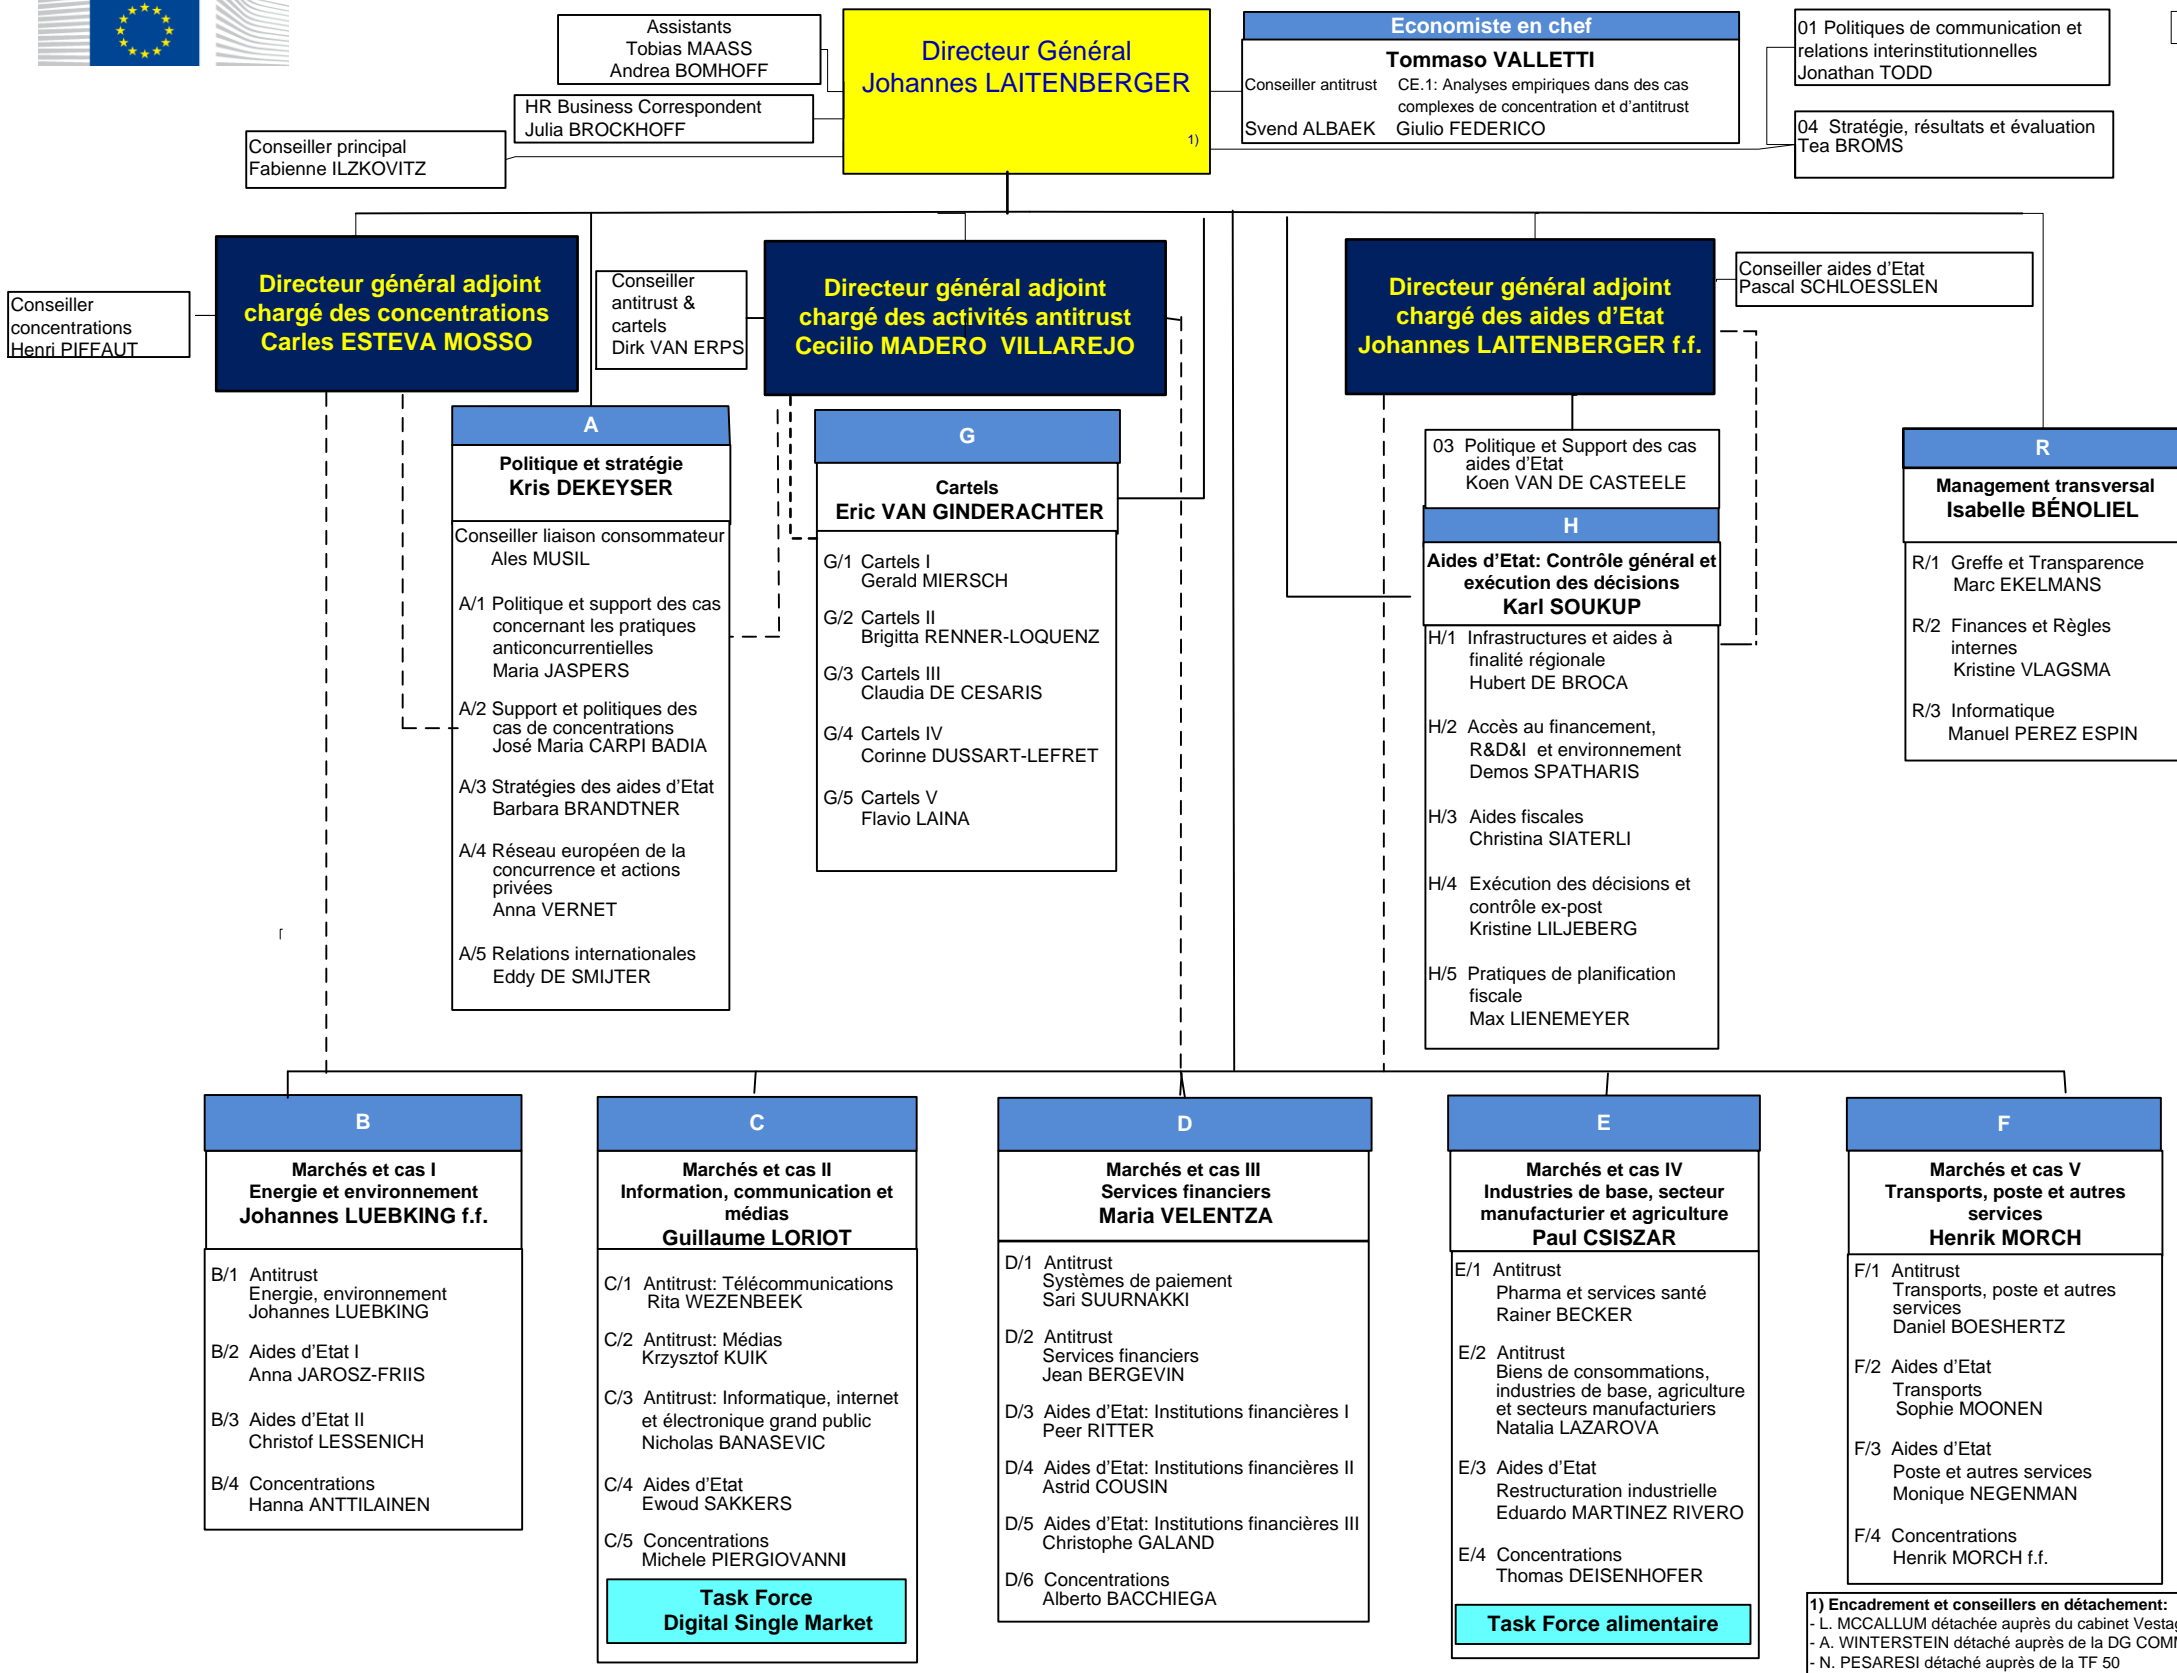 Assistants
Tobias MAASS
Andrea BOMHOFF
HR Business Correspondent
Julia BROCKHOFF
Conseiller principal
Fabienne ILZKOVITZ
Directeur Général
Johannes LAITENBERGER
1)
Economiste en chef
Tommaso VALLETTI
Conseiller antitrust CE.1: Analyses empiriques dans des cas
complexes de concentration et d'antitrust
Svend ALBAEK Giulio FEDERICO
01 Politiques de communication et
relations interinstitutionnelles
Jonathan TODD
04 Stratégie, résultats et évaluation
Tea BROMS
Conseiller
concentrations
Henri PIFFAUT
Directeur général adjoint
chargé des concentrations
Carles ESTEVA MOSSO
Conseiller
antitrust &
cartels
Dirk VAN ERPS
Directeur général adjoint
chargé des activités antitrust
Cecilio MADERO VILLAREJO
Directeur général adjoint
chargé des aides d'Etat
Johannes LAITENBERGER f.f.
Conseiller aides d'Etat
Pascal SCHLOESSLEN
A
Politique et stratégie
Kris DEKEYSER
Conseiller liaison consommateur
Ales MUSIL
A/1 Politique et support des cas
concernant les pratiques
anticoncurrentielles
Maria JASPERS
A/2 Support et politiques des
cas de concentrations
José Maria CARPI BADIA
A/3 Stratégies des aides d'Etat
Barbara BRANDTNER
A/4 Réseau européen de la
concurrence et actions
privées
Anna VERNET
A/5 Relations internationales
Eddy DE SMIJTER
G
Cartels
Eric VAN GINDERACHTER
G/1 Cartels I
Gerald MIERSCH
G/2 Cartels II
Brigitta RENNER-LOQUENZ
G/3 Cartels III
Claudia DE CESARIS
G/4 Cartels IV
Corinne DUSSART-LEFRET
G/5 Cartels V
Flavio LAINA
03 Politique et Support des cas
aides d'Etat
Koen VAN DE CASTEELE
H
Aides d'Etat: Contrôle général et
exécution des décisions
Karl SOUKUP
H/1 Infrastructures et aides à
finalité régionale
Hubert DE BROCA
H/2 Accès au financement,
R&D&I et environnement
Demos SPATHARIS
H/3 Aides fiscales
Christina SIATERLI
H/4 Exécution des décisions et
contrôle ex-post
Kristine LILJEBERG
H/5 Pratiques de planification
fiscale
Max LIENEMEYER
R
Management transversal
Isabelle BÉNOLIEL
R/1 Greffe et Transparence
Marc EKELMANS
R/2 Finances et Règles
internes
Kristine VLAGSMA
R/3 Informatique
Manuel PEREZ ESPIN
B
Marchés et cas I
Energie et environnement
Johannes LUEBKING f.f.
B/1 Antitrust
Energie, environnement
Johannes LUEBKING
B/2 Aides d'Etat I
Anna JAROSZ-FRIIS
B/3 Aides d'Etat II
Christof LESSENICH
B/4 Concentrations
Hanna ANTTILAINEN
C
Marchés et cas II
Information, communication et
médias
Guillaume LORIOT
C/1 Antitrust: Télécommunications
Rita WEZENBEEK
C/2 Antitrust: Médias
Krzysztof KUIK
C/3 Antitrust: Informatique, internet
et électronique grand public
Nicholas BANASEVIC
C/4 Aides d'Etat
Ewoud SAKKERS
C/5 Concentrations
Michele PIERGIOVANNI
Task Force
Digital Single Market
D
Marchés et cas III
Services financiers
Maria VELENTZA
D/1 Antitrust
Systèmes de paiement
Sari SUURNAKKI
D/2 Antitrust
Services financiers
Jean BERGEVIN
D/3 Aides d'Etat: Institutions financières I
Peer RITTER
D/4 Aides d'Etat: Institutions financières II
Astrid COUSIN
D/5 Aides d'Etat: Institutions financières III
Christophe GALAND
D/6 Concentrations
Alberto BACCHIEGA
E
Marchés et cas IV
Industries de base, secteur
manufacturier et agriculture
Paul CSISZAR
E/1 Antitrust
Pharma et services santé
Rainer BECKER
E/2 Antitrust
Biens de consommations,
industries de base, agriculture
et secteurs manufacturiers
Natalia LAZAROVA
E/3 Aides d'Etat
Restructuration industrielle
Eduardo MARTINEZ RIVERO
E/4 Concentrations
Thomas DEISENHOFER
Task Force alimentaire
F
Marchés et cas V
Transports, poste et autres
services
Henrik MORCH
F/1 Antitrust
Transports, poste et autres
services
Daniel BOESHERTZ
F/2 Aides d'Etat
Transports
Sophie MOONEN
F/3 Aides d'Etat
Poste et autres services
Monique NEGENMAN
F/4 Concentrations
Henrik MORCH f.f.
1) Encadrement et conseillers en détachement:
- L. MCCALLUM détachée auprès du cabinet
- A. WINTERSTEIN détaché auprès de la DG
- N. PESARESI détaché auprès de la TF 50